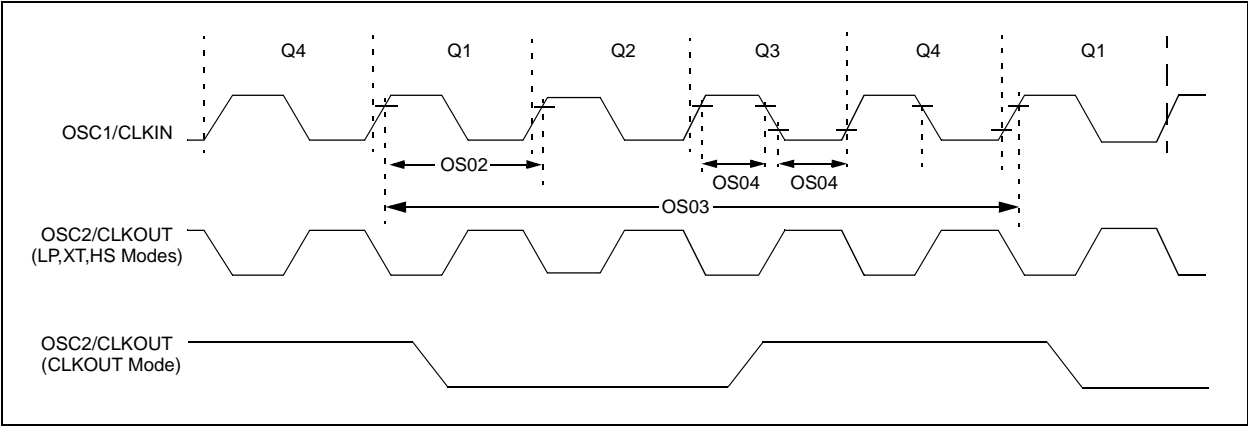 Q4 Q1 Q2 Q3 Q4 Q1
OSC1/CLKIN
OS02
OS04 OS04
OS03
OSC2/CLKOUT
(LP,XT,HS Modes)
OSC2/CLKOUT
(CLKOUT Mode)